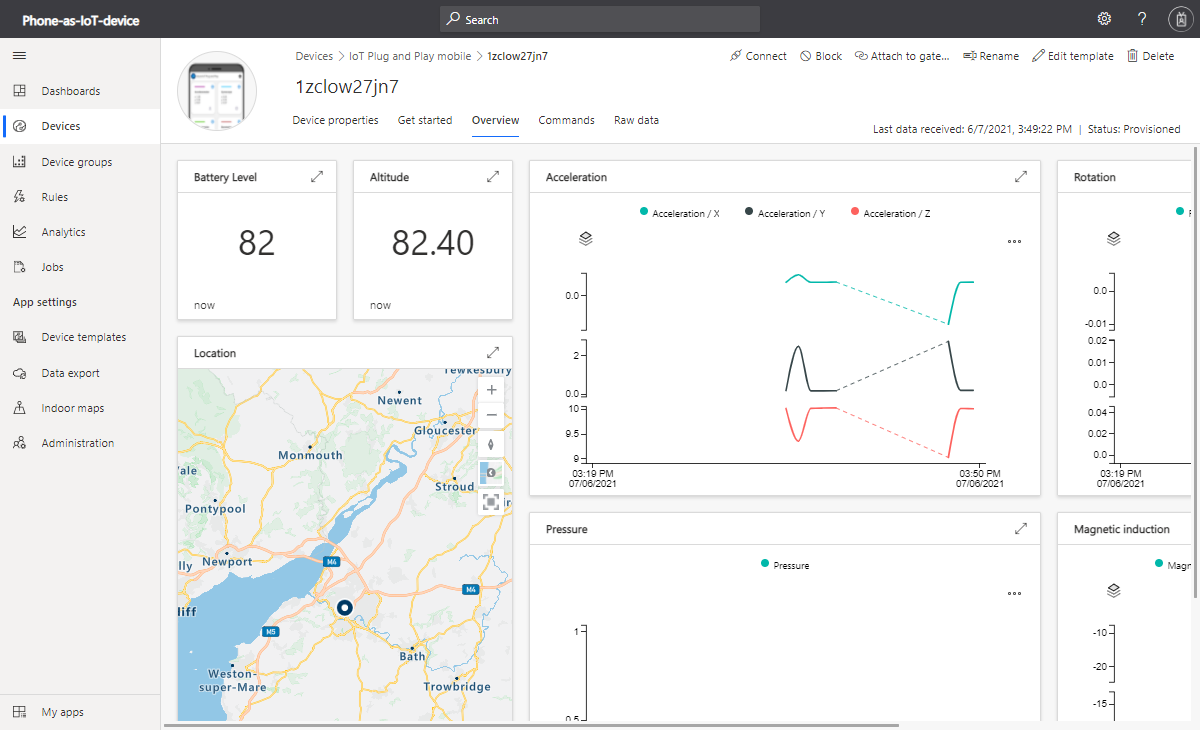 Phone-as-IoT-device
Search
?
Devices > IoT Plug and Play mobile > 1zclow27jn7
Connect
Block
Attach to gate...
Rename
Edit template
Delete
1zclow27jn7
Device properties
Get started
Overview
Commands
Raw data
Last data received: 6/7/2021, 3:49:22 PM | Status: Provisioned
Dashboards
Devices
Device groups
Rules
Analytics
Jobs
App settings
Device templates
Data export
Indoor maps
Administration
My apps
Battery Level
82
now
Altitude
82.40
now
Location
Tewkesbury
Newent
Gloucester
Monmouth
Stroud
Pontypool
Newport
M4
M4
M5
Bath
Weston-
super-Mare
Trowbridge
Acceleration
Acceleration / X
Acceleration / Y
Acceleration / Z
0.0
2
0.0
10
9.5
9
03:19 PM
07/06/2021
03:50 PM
07/06/2021
Rotation
0.0
-0.01
0.02
0.01
0.0
0.04
0.02
0.0
03:19 PM
07/06/2021
Pressure
Pressure
1
0.5
Magnetic induction
Magr
-10
-20
-15